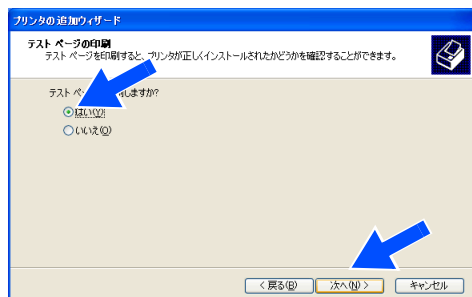 プリンタの追加ウィザード
テスト ページの印刷
テスト ページを印刷すると、プリンタが正しくインストールされたかどうかを確認することができます。
テスト ペ しますか?
はい(Y)
いいえ(O)
< 戻る(B) 次へ(N) > キャンセル